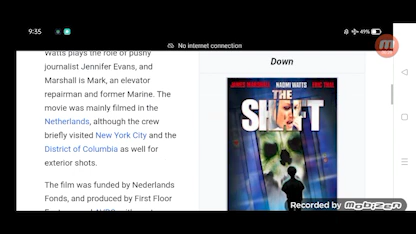 9:35
49%
No internet connection
Watts plays the role of pushy
journalist Jennifer Evans, and
Marshall is Mark, an elevator
repairman and former Marine. The
movie was mainly filmed in the
Netherlands, although the crew
briefly visited New York City and the
District of Columbia as well for
exterior shots.
The film was funded by Nederlands
Fonds, and produced by First Floor
Down
JAMES MARSHALL NAOMI WATTS ERIC THAL
THE
SHAFT
Recorded by MOBIZEN